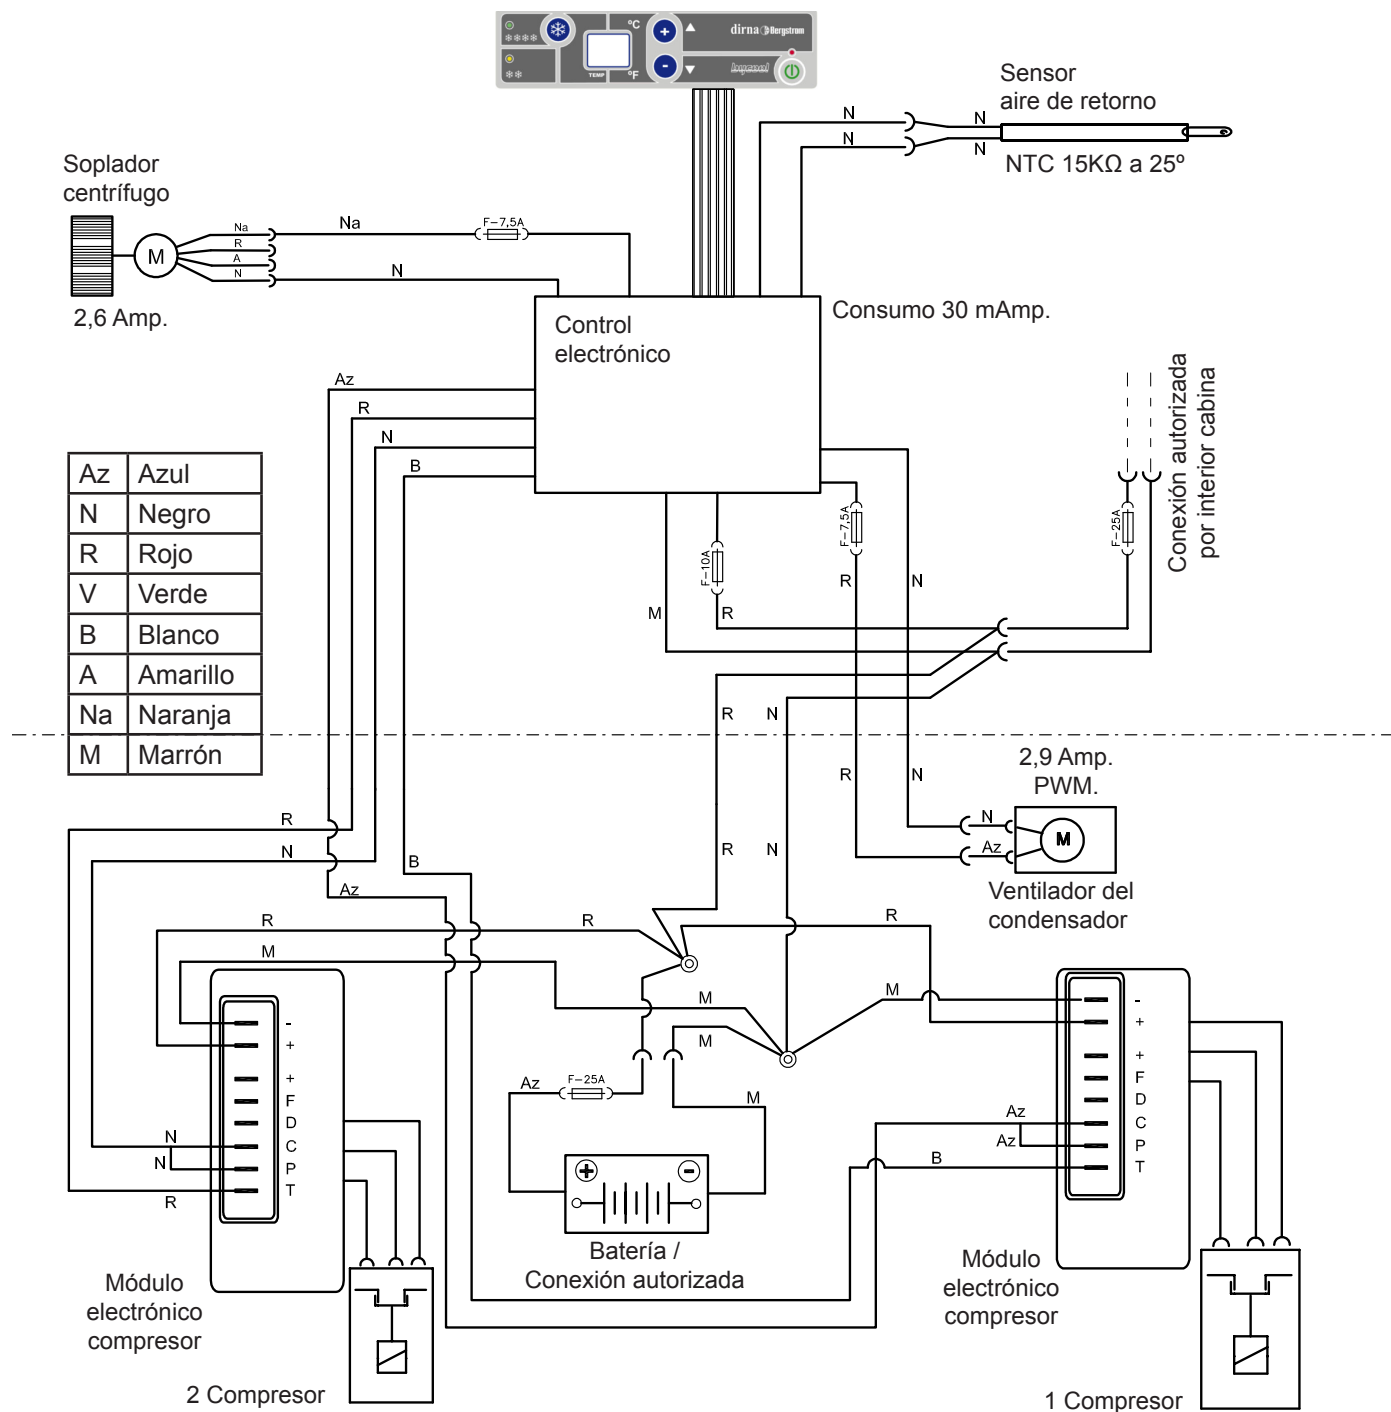 ❄❄❄❄
❄❄
ºC
ºF
TEMP
+
-
dirna Bergstrom
bycool
Sensor
aire de retorno
N
N
N
N
NTC 15KΩ a 25º
Soplador
centrífugo
Na
R
A
N
Na
F-7,5A
N
M
2,6 Amp.
Control
electrónico
Consumo 30 mAmp.
Conexión autorizada
por interior cabina
Az
R
N
B
Az Azul
N Negro
R Rojo
V Verde
B Blanco
A Amarillo
Na Naranja
M Marrón
F-10A
F-7,5A
F-25A
M
R
R
N
R
N
R
N
2,9 Amp.
PWM.
N
Az
M
Ventilador del
condensador
R
N
B
Az
R
N
R
R
R
M
M
M
M
Az
F-25A
M
-
+
+
F
D
C
P
T
N
N
R
-
+
+
F
D
C
P
T
Az
Az
B
+
-
Batería /
Conexión autorizada
Módulo
electrónico
compresor
2 Compresor
Módulo
electrónico
compresor
1 Compresor